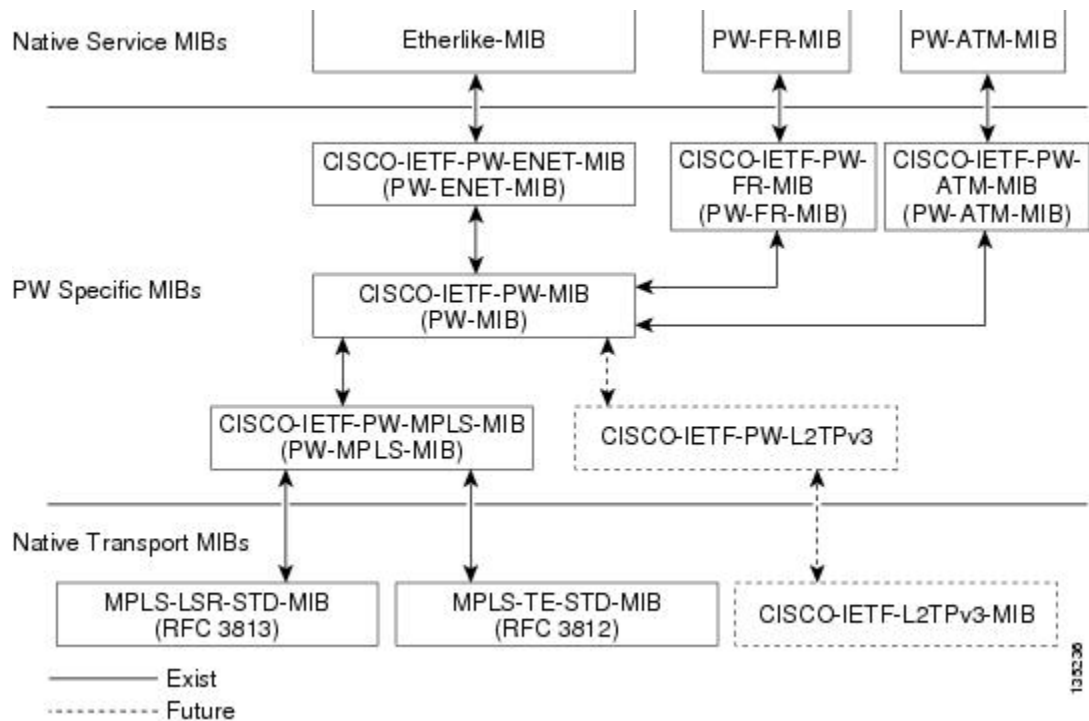 Native Service MIBs
Etherlike-MIB
PW-FR-MIB
PW-ATM-MIB
CISCO-IETF-PW-ENET-MIB
(PW-ENET-MIB)
CISCO-IETF-PW-
FR-MIB
(PW-FR-MIB)
CISCO-IETF-PW-
ATM-MIB
(PW-ATM-MIB)
PW Specific MIBs
CISCO-IETF-PW-MIB
(PW-MIB)
CISCO-IETF-PW-MPLS-MIB
(PW-MPLS-MIB)
CISCO-IETF-PW-L2TPv3
Native Transport MIBs
MPLS-LSR-STD-MIB
(RFC 3813)
MPLS-TE-STD-MIB
(RFC 3812)
CISCO-IETF-L2TPv3-MIB
Exist
Future
135236